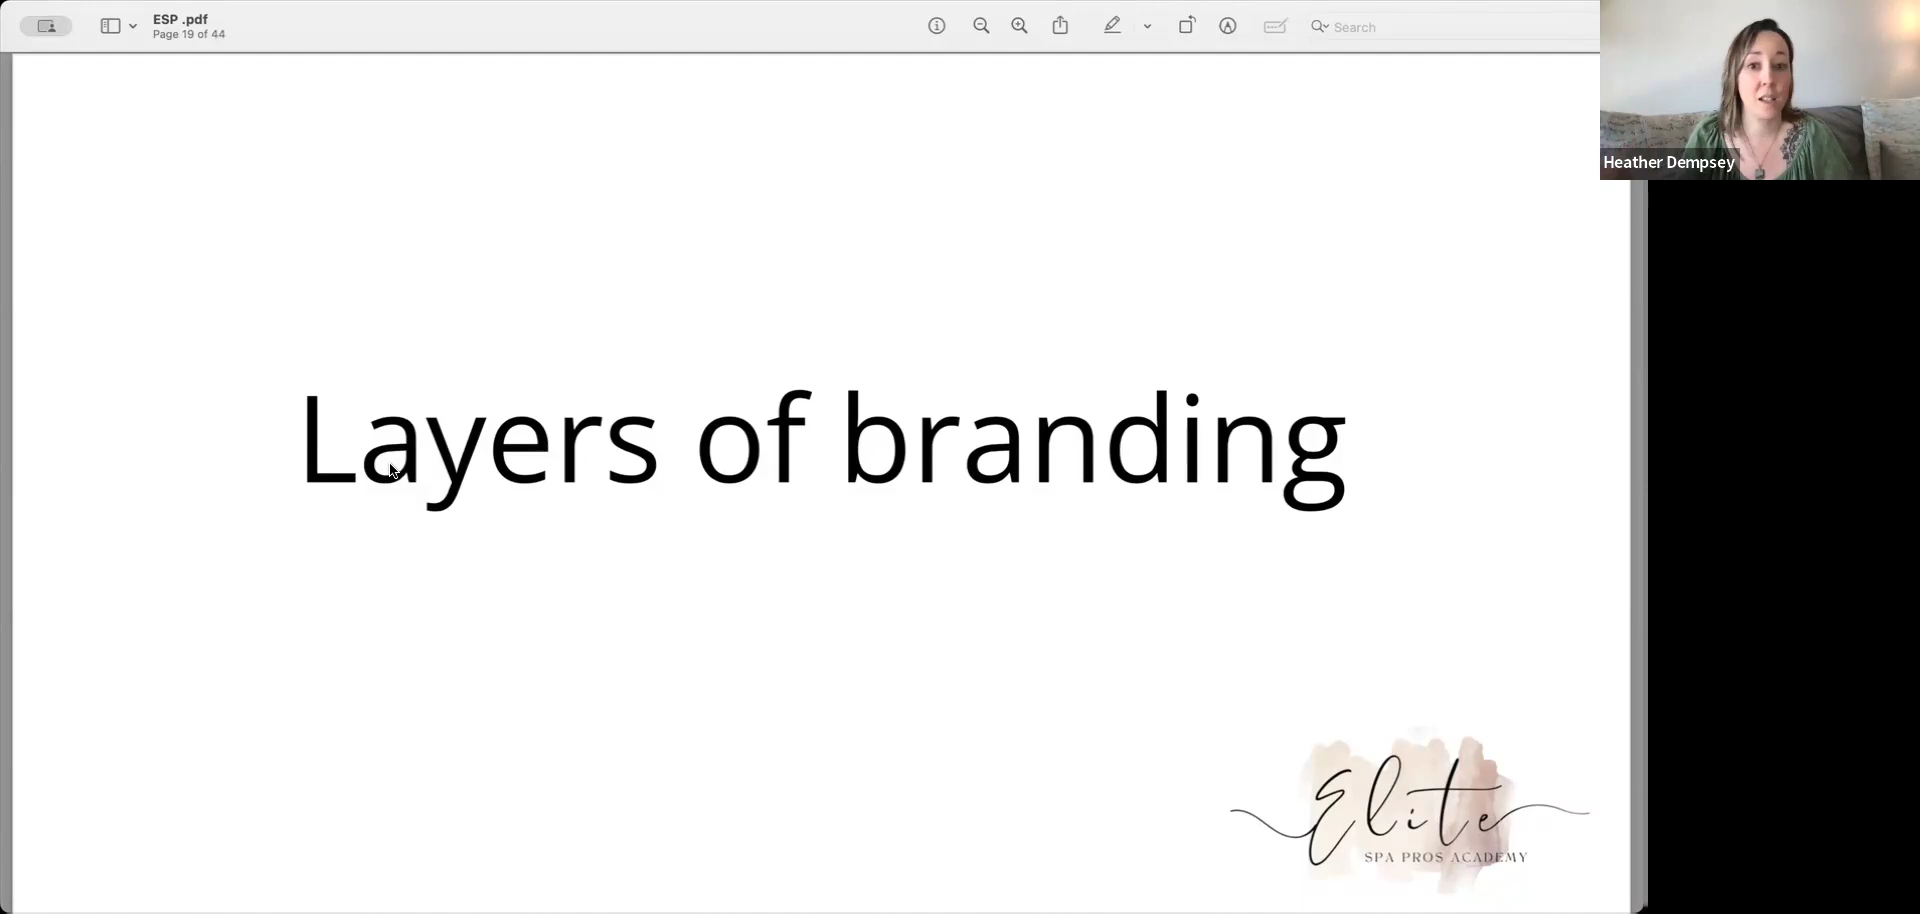 ESP .pdf
Page 19 of 44
Search
Heather Dempsey
Layers of branding
Elite
SPA PROS ACADEMY